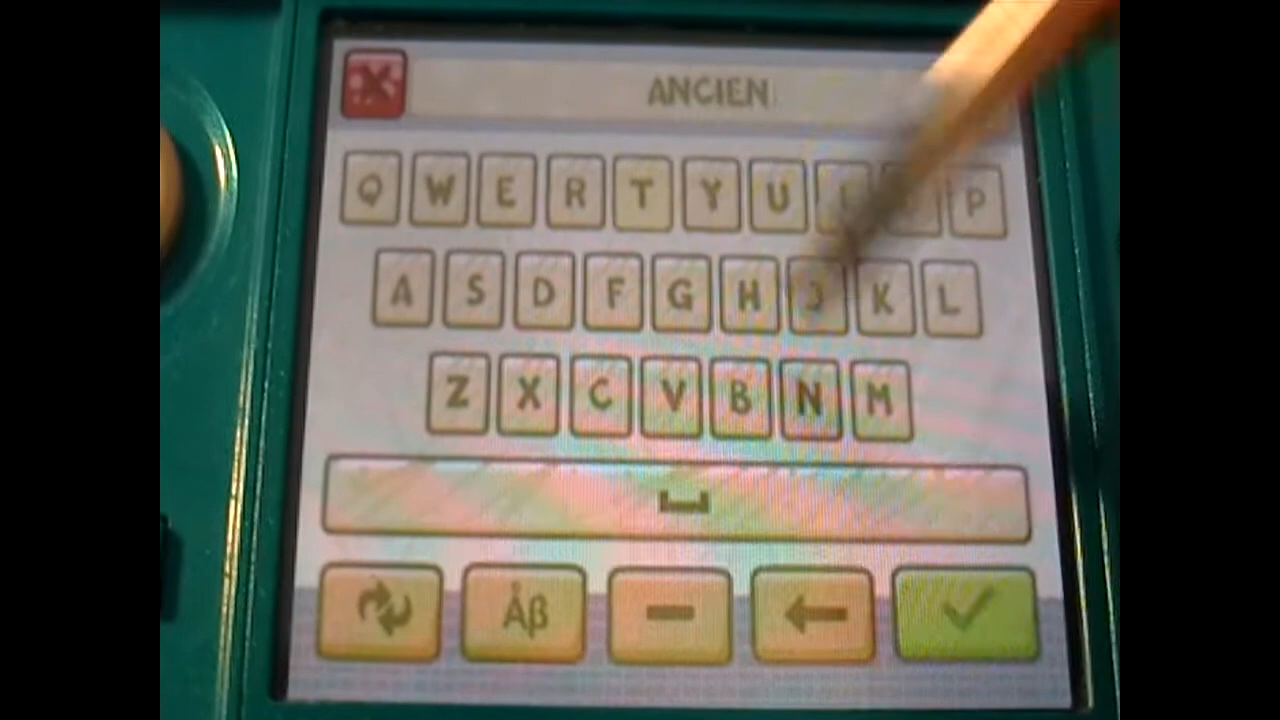 ANCIEN
Q W E R T Y U I P
A S D F G H J K L
Z X C V B N M
Åβ